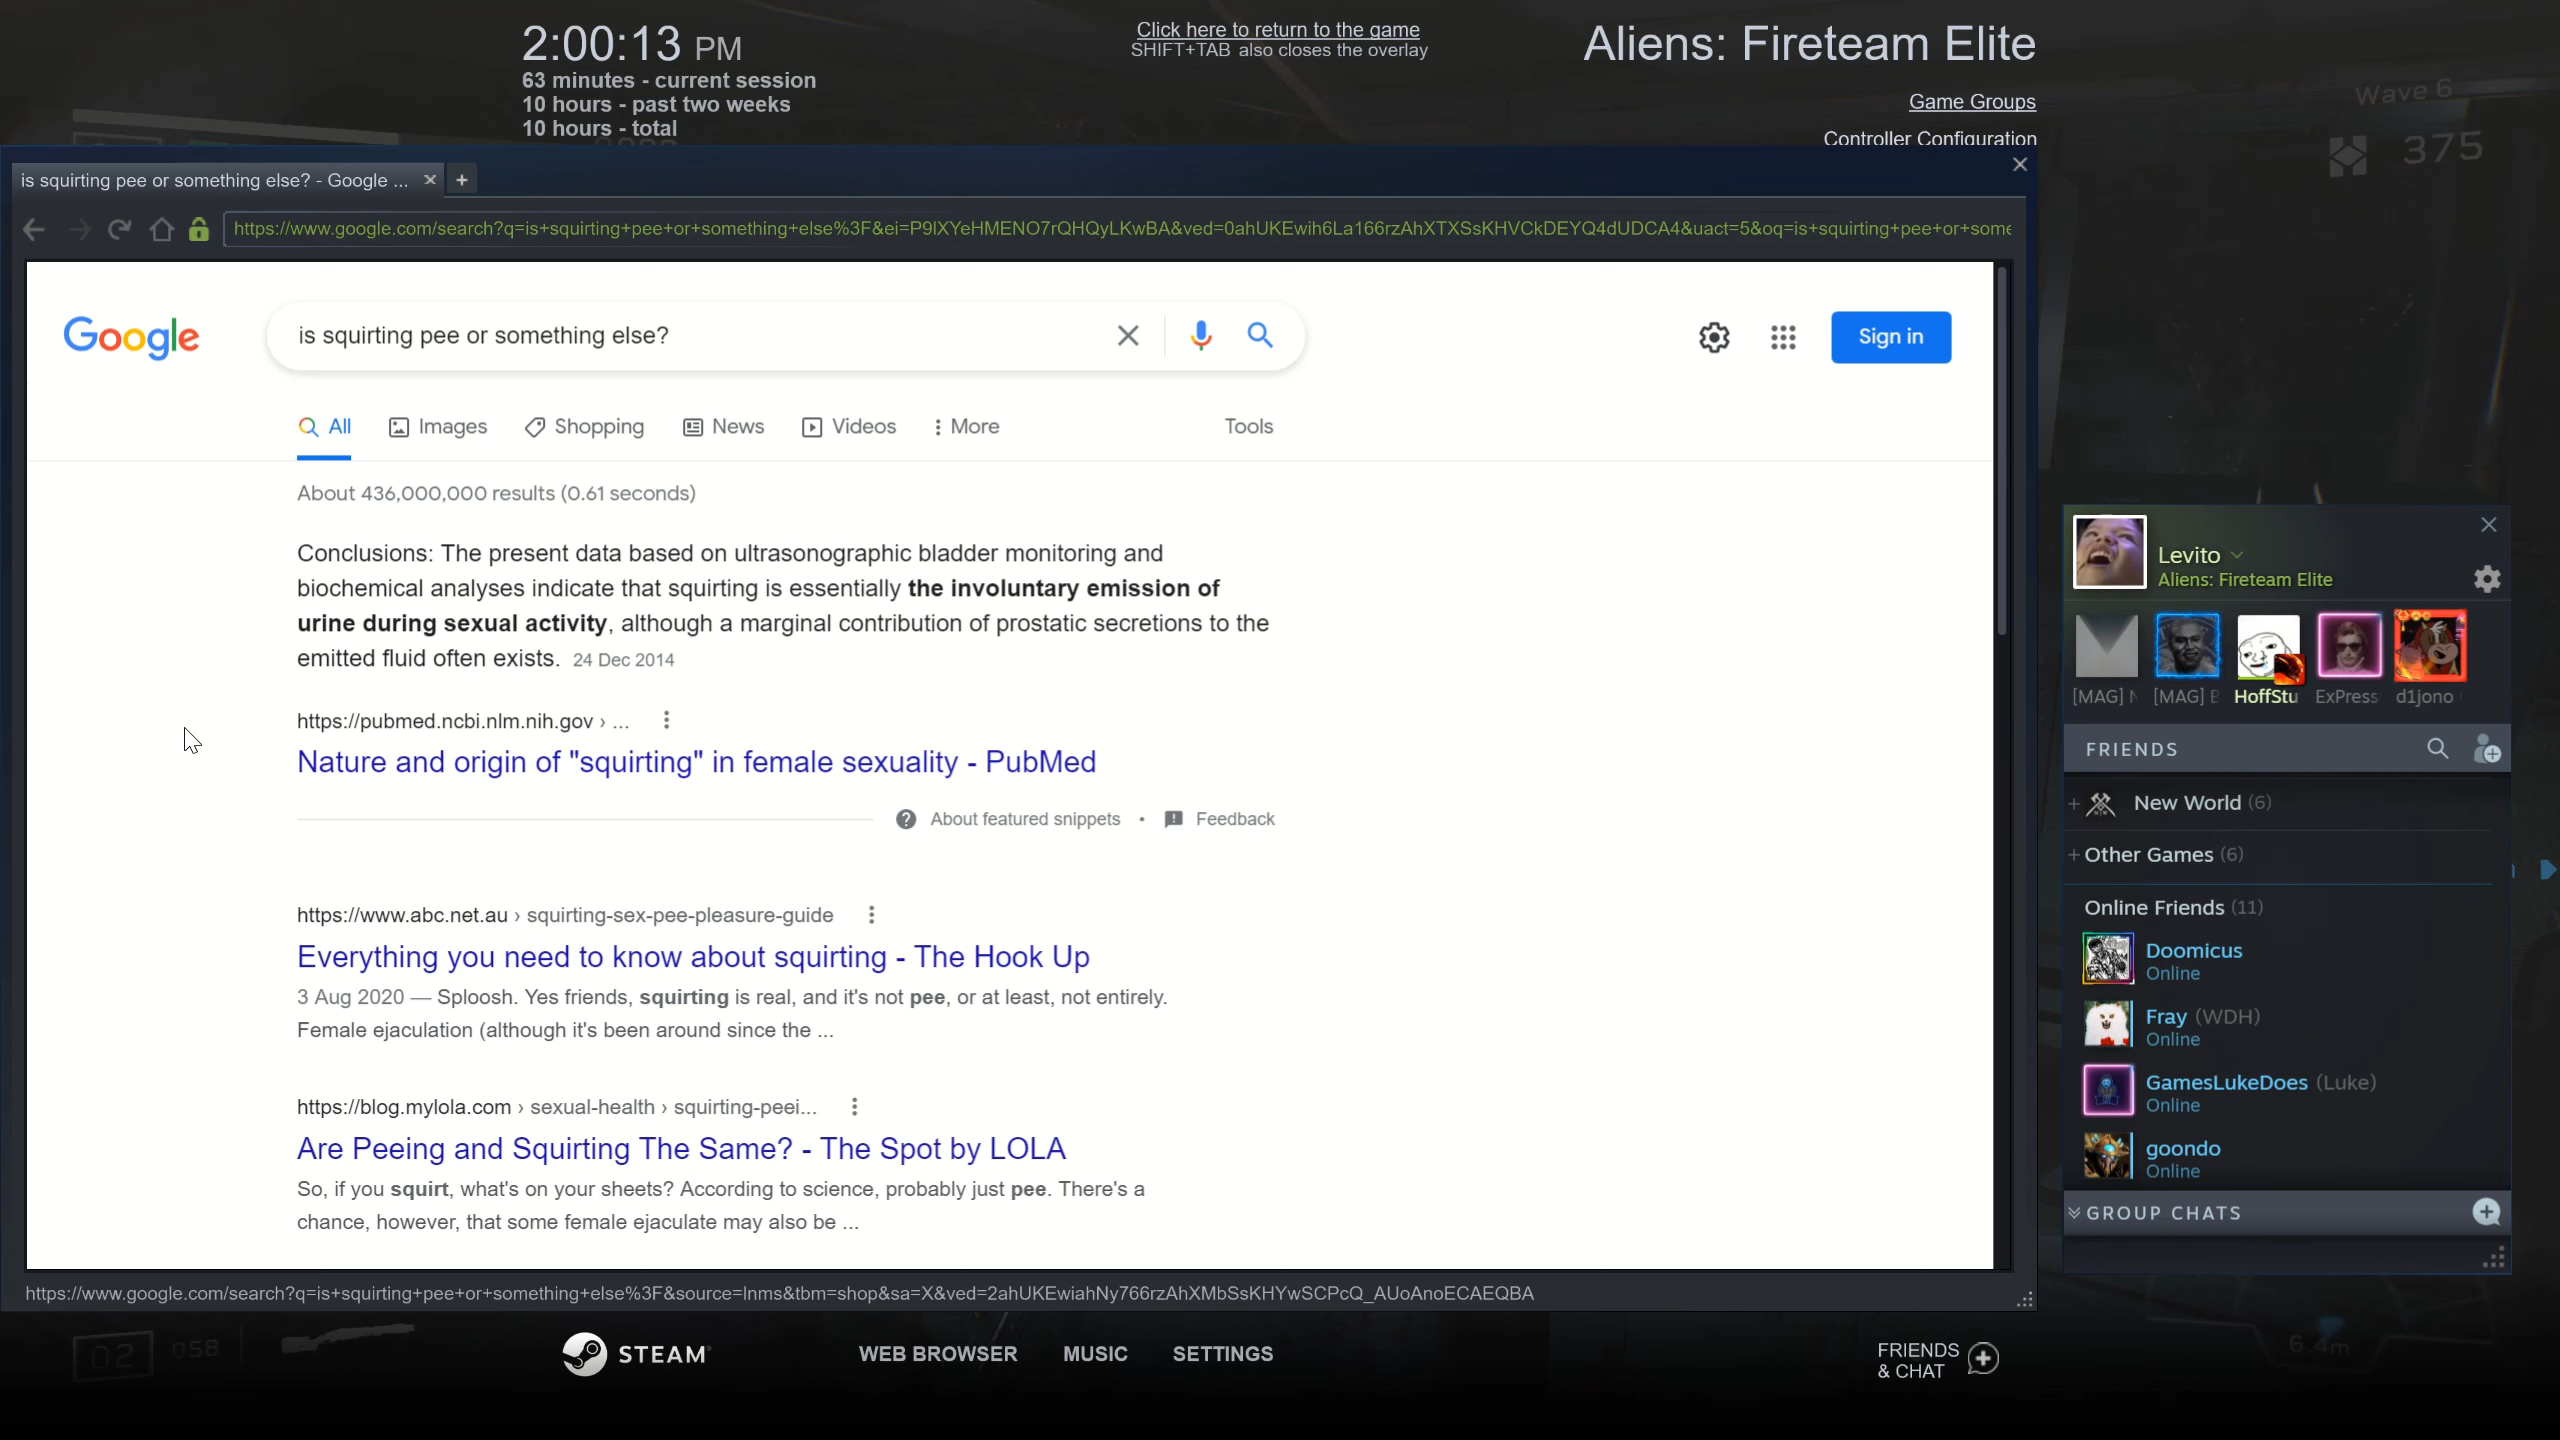 2:00:13 PM
63 minutes - current session
10 hours - past two weeks
10 hours - total
Click here to return to the game
SHIFT+TAB also closes the overlay
Aliens: Fireteam Elite
Game Groups
Controller Configuration
Wave 6
375
is squirting pee or something else? - Google ...
https://www.google.com/search?q=is+squirting+pee+or+something+else%3F&ei=P9IXYeHMENO7rQHQyLKwBA&ved=0ahUKEwih6La166rzAhXTXSsKHVCkDEYQ4dUDCA4&uact=5&oq=is+squirting+pee+or+some
Google
is squirting pee or something else?
Sign in
All
Images
Shopping
News
Videos
More
Tools
About 436,000,000 results (0.61 seconds)
Conclusions: The present data based on ultrasonographic bladder monitoring and
biochemical analyses indicate that squirting is essentially the involuntary emission of
urine during sexual activity, although a marginal contribution of prostatic secretions to the
emitted fluid often exists. 24 Dec 2014
https://pubmed.ncbi.nlm.nih.gov › ...
Nature and origin of "squirting" in female sexuality - PubMed
About featured snippets • Feedback
https://www.abc.net.au › squirting-sex-pee-pleasure-guide
Everything you need to know about squirting - The Hook Up
3 Aug 2020 — Sploosh. Yes friends, squirting is real, and it's not pee, or at least, not entirely.
Female ejaculation (although it's been around since the ...
https://blog.mylola.com › sexual-health › squirting-peei...
Are Peeing and Squirting The Same? - The Spot by LOLA
So, if you squirt, what's on your sheets? According to science, probably just pee. There's a
chance, however, that some female ejaculate may also be ...
https://www.google.com/search?q=is+squirting+pee+or+something+else%3F&source=lnms&tbm=shop&sa=X&ved=2ahUKEwiahNy766rzAhXMbSsKHYwSCPcQ_AUoAnoECAEQBA
Levito
Aliens: Fireteam Elite
[MAG]
[MAG]
HoffStu
ExPress
d1jono
FRIENDS
New World (6)
Other Games (6)
Online Friends (11)
Doomicus
Online
Fray (WDH)
Online
GamesLukeDoes (Luke)
Online
goondo
Online
GROUP CHATS
02
058
STEAM
WEB BROWSER
MUSIC
SETTINGS
FRIENDS
& CHAT
6.4m